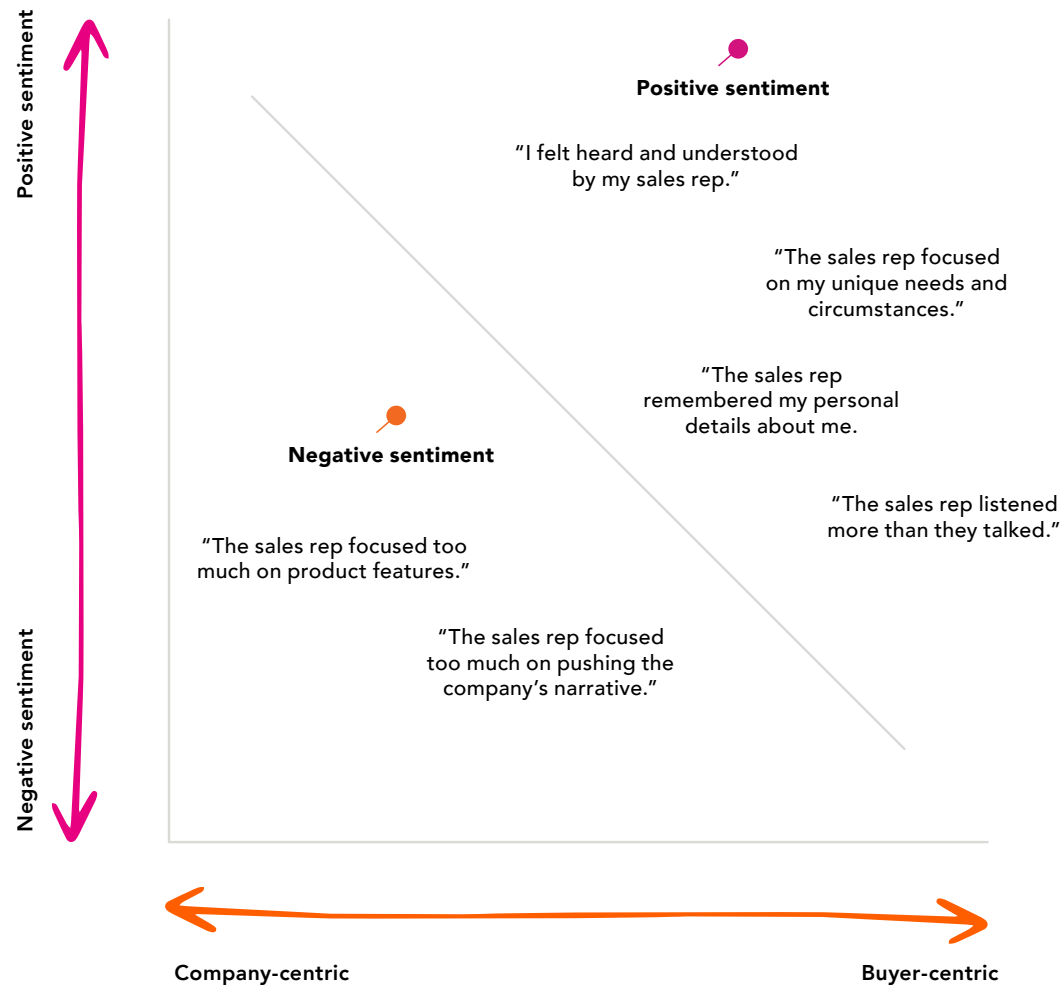 Positive sentiment
Positive sentiment
“I felt heard and understood
by my sales rep.”
“The sales rep focused
on my unique needs and
circumstances.”
“The sales rep
remembered my personal
details about me.
Negative sentiment
“The sales rep listened
more than they talked.”
“The sales rep focused too
much on product features.”
“The sales rep focused
too much on pushing the
company’s narrative.”
Negative sentiment
Company-centric
Buyer-centric